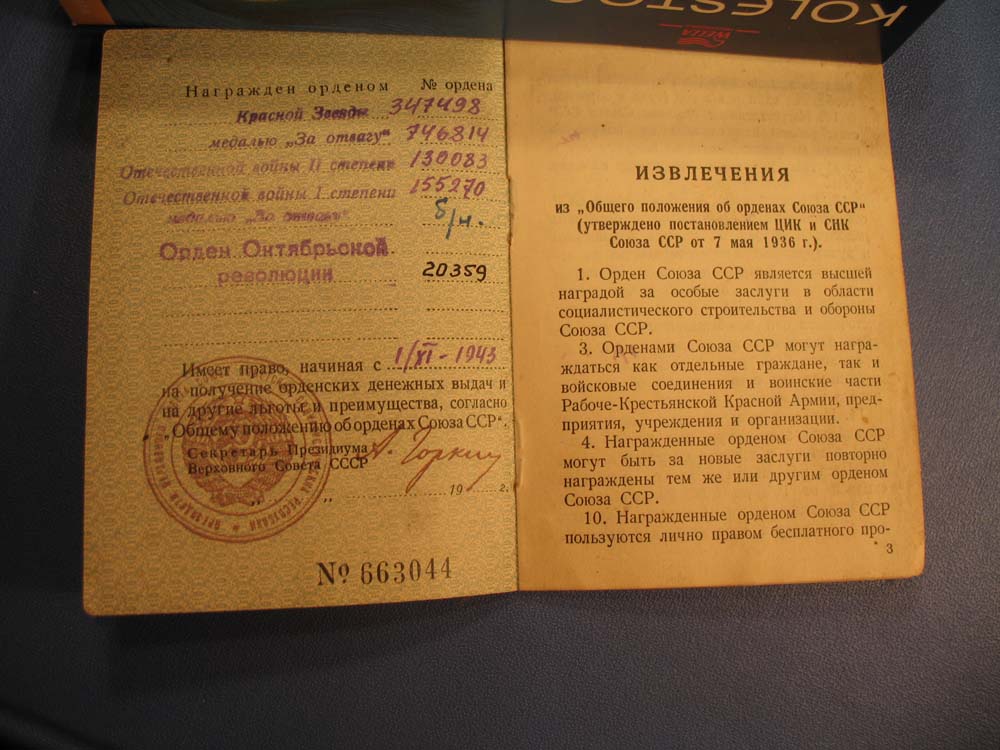 KOLESTO
WELLA
Награжден орденом № ордена
Красной Звезды 347498
медалью „За отвагу" 746814
Отечественной войны II степени 130083
Отечественной войны I степени 155270
медалью „За отвагу" б/н.
Орден Октябрьской
революции 20359
Имеет право, начиная с 1/XI - 1943
на получение орденских денежных выдач и
на другие льготы и преимущества, согласно
„Общему положению об орденах Союза ССР".
Секретарь Президиума А. Горкин
Верховного Совета СССР
„ „ 19 г.
№ 663044
ИЗВЛЕЧЕНИЯ
из „Общего положения об орденах Союза ССР"
(утверждено постановлением ЦИК и СНК
Союза ССР от 7 мая 1936 г.).
1. Орден Союза ССР является высшей
наградой за особые заслуги в области
социалистического строительства и обороны
Союза ССР.
3. Орденами Союза ССР могут награ-
ждаться как отдельные граждане, так и
войсковые соединения и воинские части
Рабоче-Крестьянской Красной Армии, пред-
приятия, учреждения и организации.
4. Награжденные орденом Союза ССР
могут быть за новые заслуги повторно
награждены тем же или другим орденом
Союза ССР.
10. Награжденные орденом Союза ССР
пользуются лично правом бесплатного про-
3